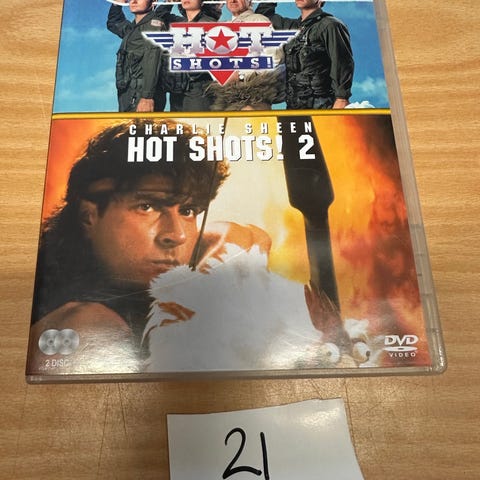 HOT
SHOTS!
CHARLIE SHEEN
HOT SHOTS! 2
2 DISC
DVD
VIDEO
21